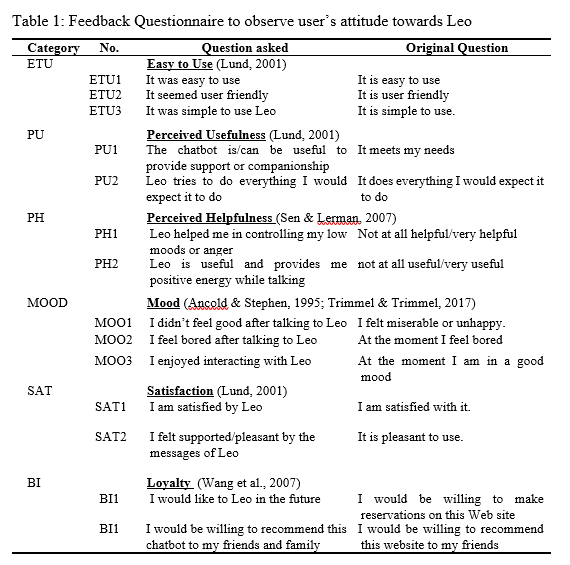 Table 1: Feedback Questionnaire to observe user's attitude towards Leo
Category No. Question asked Original Question
ETU Easy to Use (Lund, 2001)
ETU1 It was easy to use It is easy to use
ETU2 It seemed user friendly It is user friendly
ETU3 It was simple to use Leo It is simple to use.
PU Perceived Usefulness (Lund, 2001)
PU1 The chatbot is/can be useful to It meets my needs
provide support or companionship
PU2 Leo tries to do everything I would It does everything I would expect it
expect it to do to do
PH Perceived Helpfulness (Sen & Lerman, 2007)
PH1 Leo helped me in controlling my low Not at all helpful/very helpful
moods or anger
PH2 Leo is useful and provides me not at all useful/very useful
positive energy while talking
MOOD Mood (Ancold & Stephen, 1995; Trimmel & Trimmel, 2017)
MOO1 I didn't feel good after talking to Leo I felt miserable or unhappy.
MOO2 I feel bored after talking to Leo At the moment I feel bored
MOO3 I enjoyed interacting with Leo At the moment I am in a good
mood
SAT Satisfaction (Lund, 2001)
SAT1 I am satisfied by Leo I am satisfied with it.
SAT2 I felt supported/pleasant by the It is pleasant to use.
messages of Leo
BI Loyalty (Wang et al., 2007)
BI1 I would like to Leo in the future I would be willing to make
reservations on this Web site
BI1 I would be willing to recommend this I would be willing to recommend
chatbot to my friends and family this website to my friends